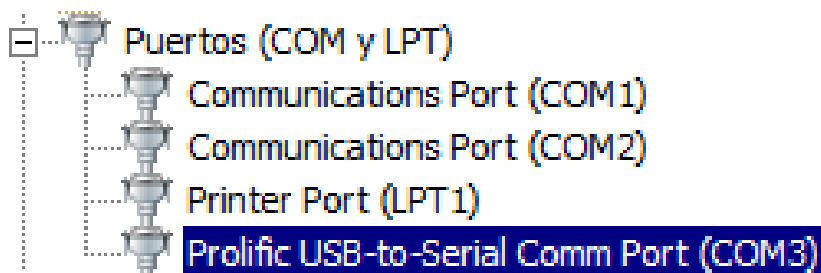 Puertos (COM y LPT)
Communications Port (COM1)
Communications Port (COM2)
Printer Port (LPT1)
Prolific USB-to-Serial Comm Port (COM3)